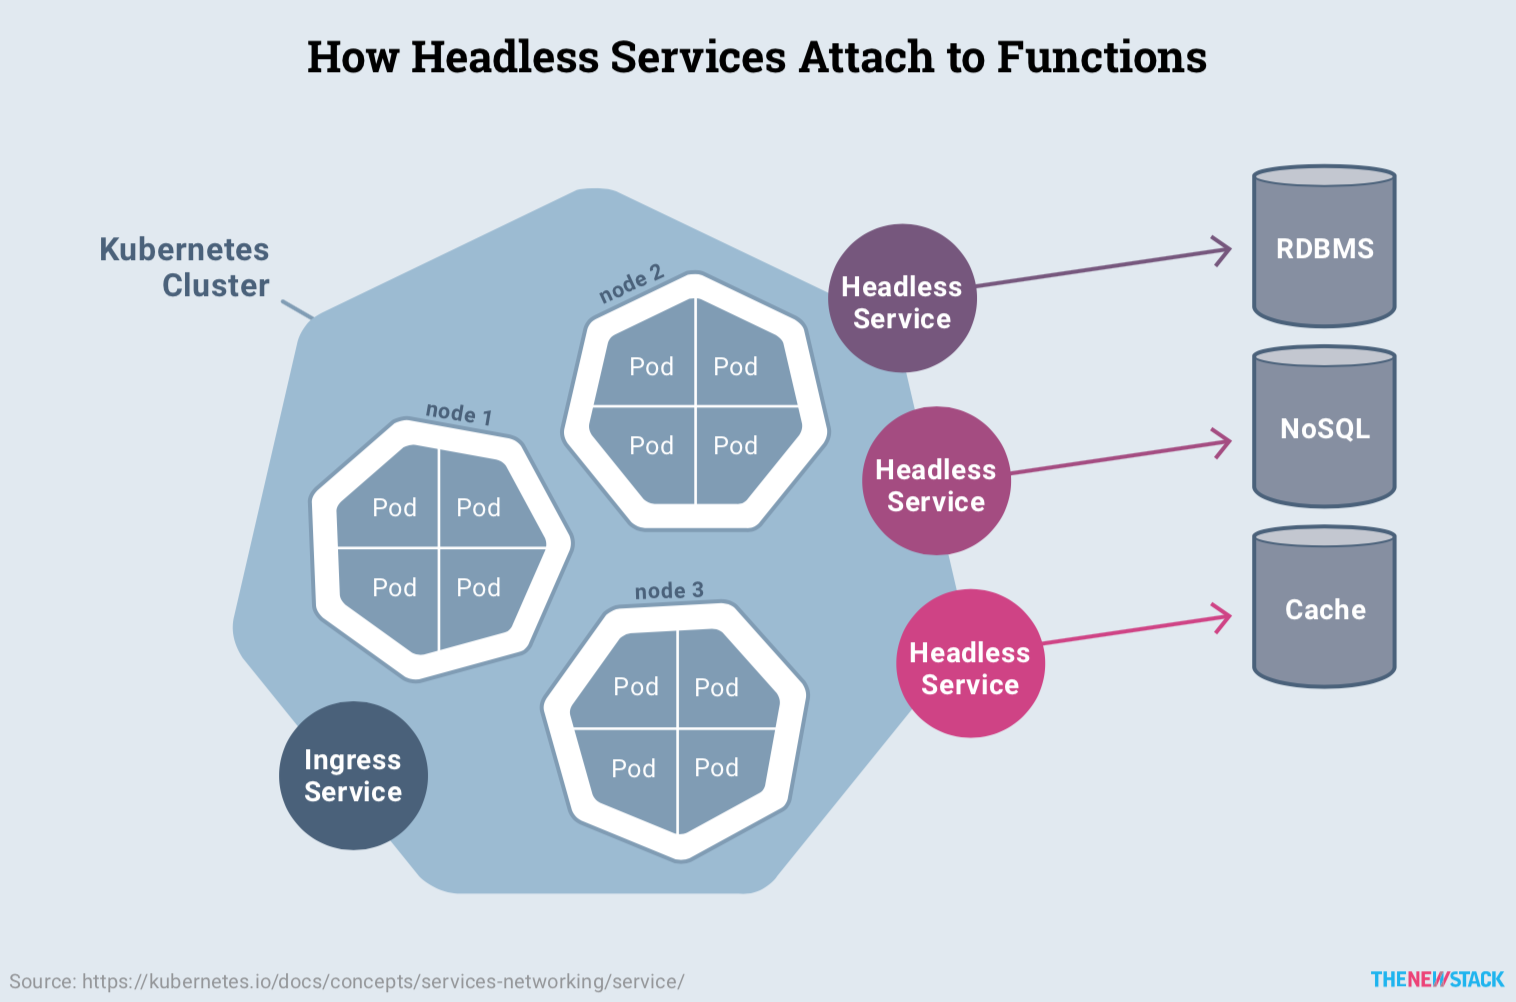 How Headless Services Attach to Functions
Kubernetes
Cluster
node 1
Pod
Pod
Pod
Pod
node 2
Pod
Pod
Pod
Pod
node 3
Pod
Pod
Pod
Pod
Ingress
Service
Headless
Service
RDBMS
Headless
Service
NoSQL
Headless
Service
Cache
Source: https://kubernetes.io/docs/concepts/services-networking/service/
THENEWSTACK